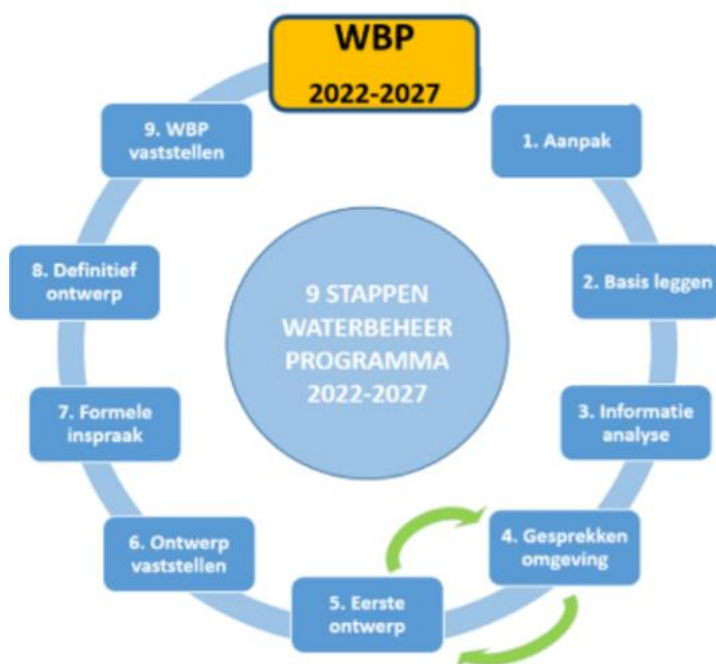 WBP
2022-2027
1. Aanpak
2. Basis leggen
3. Informatie
analyse
4. Gesprekken
omgeving
5. Eerste
ontwerp
6. Ontwerp
vaststellen
7. Formele
inspraak
8. Definitief
ontwerp
9. WBP
vaststellen
9 STAPPEN
WATERBEHEER
PROGRAMMA
2022-2027